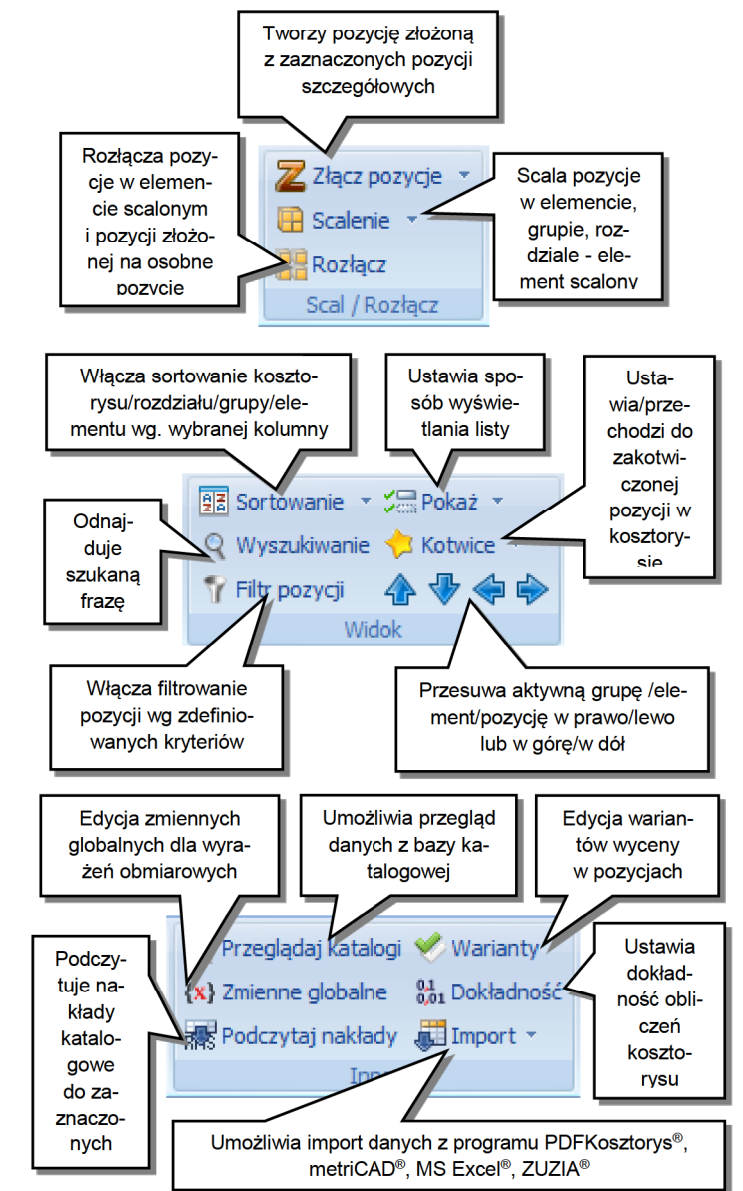 Tworzy pozycję złożoną
z zaznaczonych pozycji
szczegółowych
Rozłącza pozy-
cje w elemen-
cie scalonym
i pozycji złożo-
nej na osobne
pozycje
Złącz pozycje
Scalenie
Rozłącz
Scal / Rozłącz
Scala pozycje
w elemencie,
grupie, roz-
dziale - ele-
ment scalony
Włącza sortowanie koszto-
rysu/rozdziału/grupy/ele-
mentu wg. wybranej kolumny
Ustawia spo-
sób wyświe-
tlania listy
Usta-
wia/prze-
chodzi do
zakotwi-
czonej
pozycji w
kosztory-
sie
Odnaj-
duje
szukaną
frazę
Sortowanie
Pokaż
Wyszukiwanie
Kotwice
Filtr pozycji
Widok
Włącza filtrowanie
pozycji wg zdefinio-
wanych kryteriów
Przesuwa aktywną grupę /ele-
ment/pozycję w prawo/lewo
lub w górę/w dół
Edycja zmiennych
globalnych dla wyra-
żeń obmiarowych
Umożliwia przegląd
danych z bazy ka-
talogowej
Edycja warian-
tów wyceny
w pozycjach
Podczy-
tuje na-
kłady
katalo-
gowe
do za-
znaczo-
nych
Przeglądaj katalogi
Warianty
{x} Zmienne globalne
0,1
0,01 Dokładność
Podczytaj nakłady
Import
Ustawia
dokład-
ność obli-
czeń
koszto-
rysu
Umożliwia import danych z programu PDFKosztorys®,
metriCAD®, MS Excel®, ZUZIA®